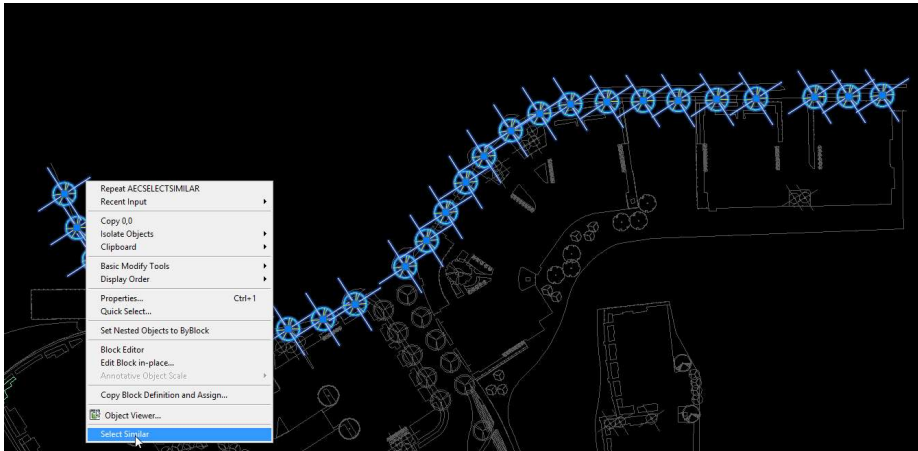 Repeat AECSELECTSIMILAR
Recent Input
Copy 0,0
Isolate Objects
Clipboard
Basic Modify Tools
Display Order
Properties... Ctrl+1
Quick Select...
Set Nested Objects to ByBlock
Block Editor
Edit Block in-place...
Annotative Object Scale
Copy Block Definition and Assign...
Object Viewer...
Select Similar